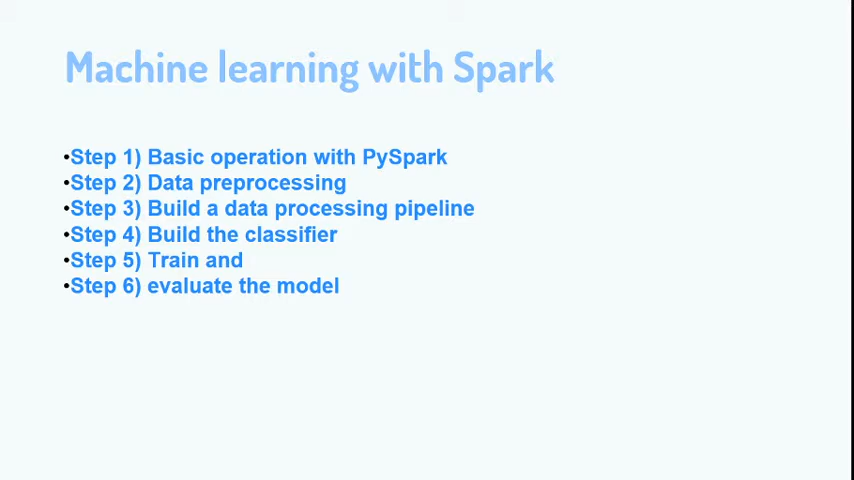 Machine learning with Spark
•Step 1) Basic operation with PySpark
•Step 2) Data preprocessing
•Step 3) Build a data processing pipeline
•Step 4) Build the classifier
•Step 5) Train and
•Step 6) evaluate the model